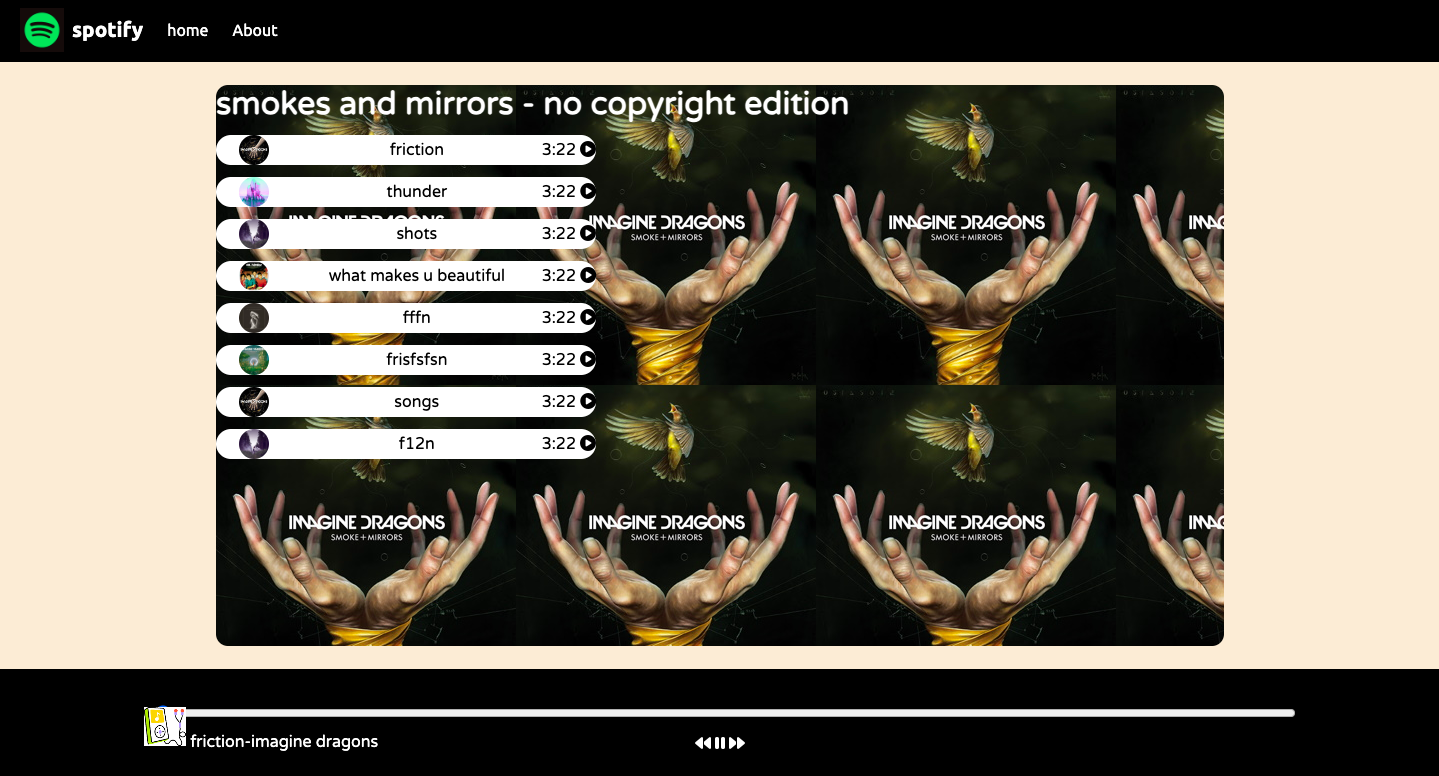 spotify home About
smokes and mirrors - no copyright edition
friction 3:22
thunder 3:22
shots 3:22
what makes u beautiful 3:22
fffn 3:22
frisfsfsn 3:22
songs 3:22
f12n 3:22
IMAGINE DRAGONS IMAGINE DRAGONS IMAGINE DRAGONS
SMOKE+MIRRORS SMOKE+MIRRORS
IMAGINE DRAGONS IMAGINE DRAGONS IMAGINE DRAGONS
SMOKE+MIRRORS SMOKE+MIRRORS SMOKE+MIRRORS
friction-imagine dragons